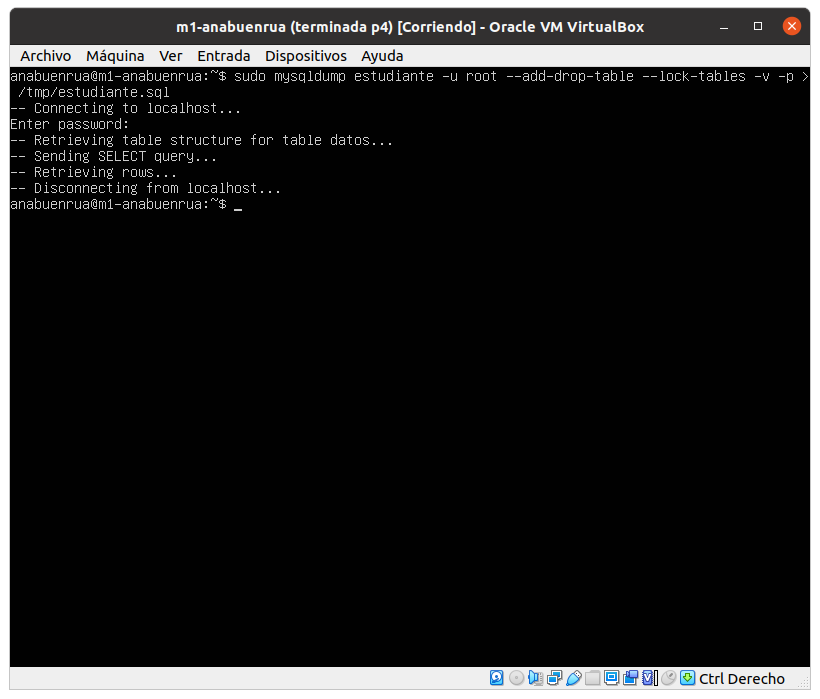 m1-anabuenrua (terminada p4) [Corriendo] - Oracle VM VirtualBox
Archivo Máquina Ver Entrada Dispositivos Ayuda
anabuenrua@m1-anabuenrua:~$ sudo mysqldump estudiante -u root --add-drop-table --lock-tables -v -p >
/tmp/estudiante.sql
-- Connecting to localhost...
Enter password:
-- Retrieving table structure for table datos...
-- Sending SELECT query...
-- Retrieving rows...
-- Disconnecting from localhost...
anabuenrua@m1-anabuenrua:~$ _
Ctrl Derecho